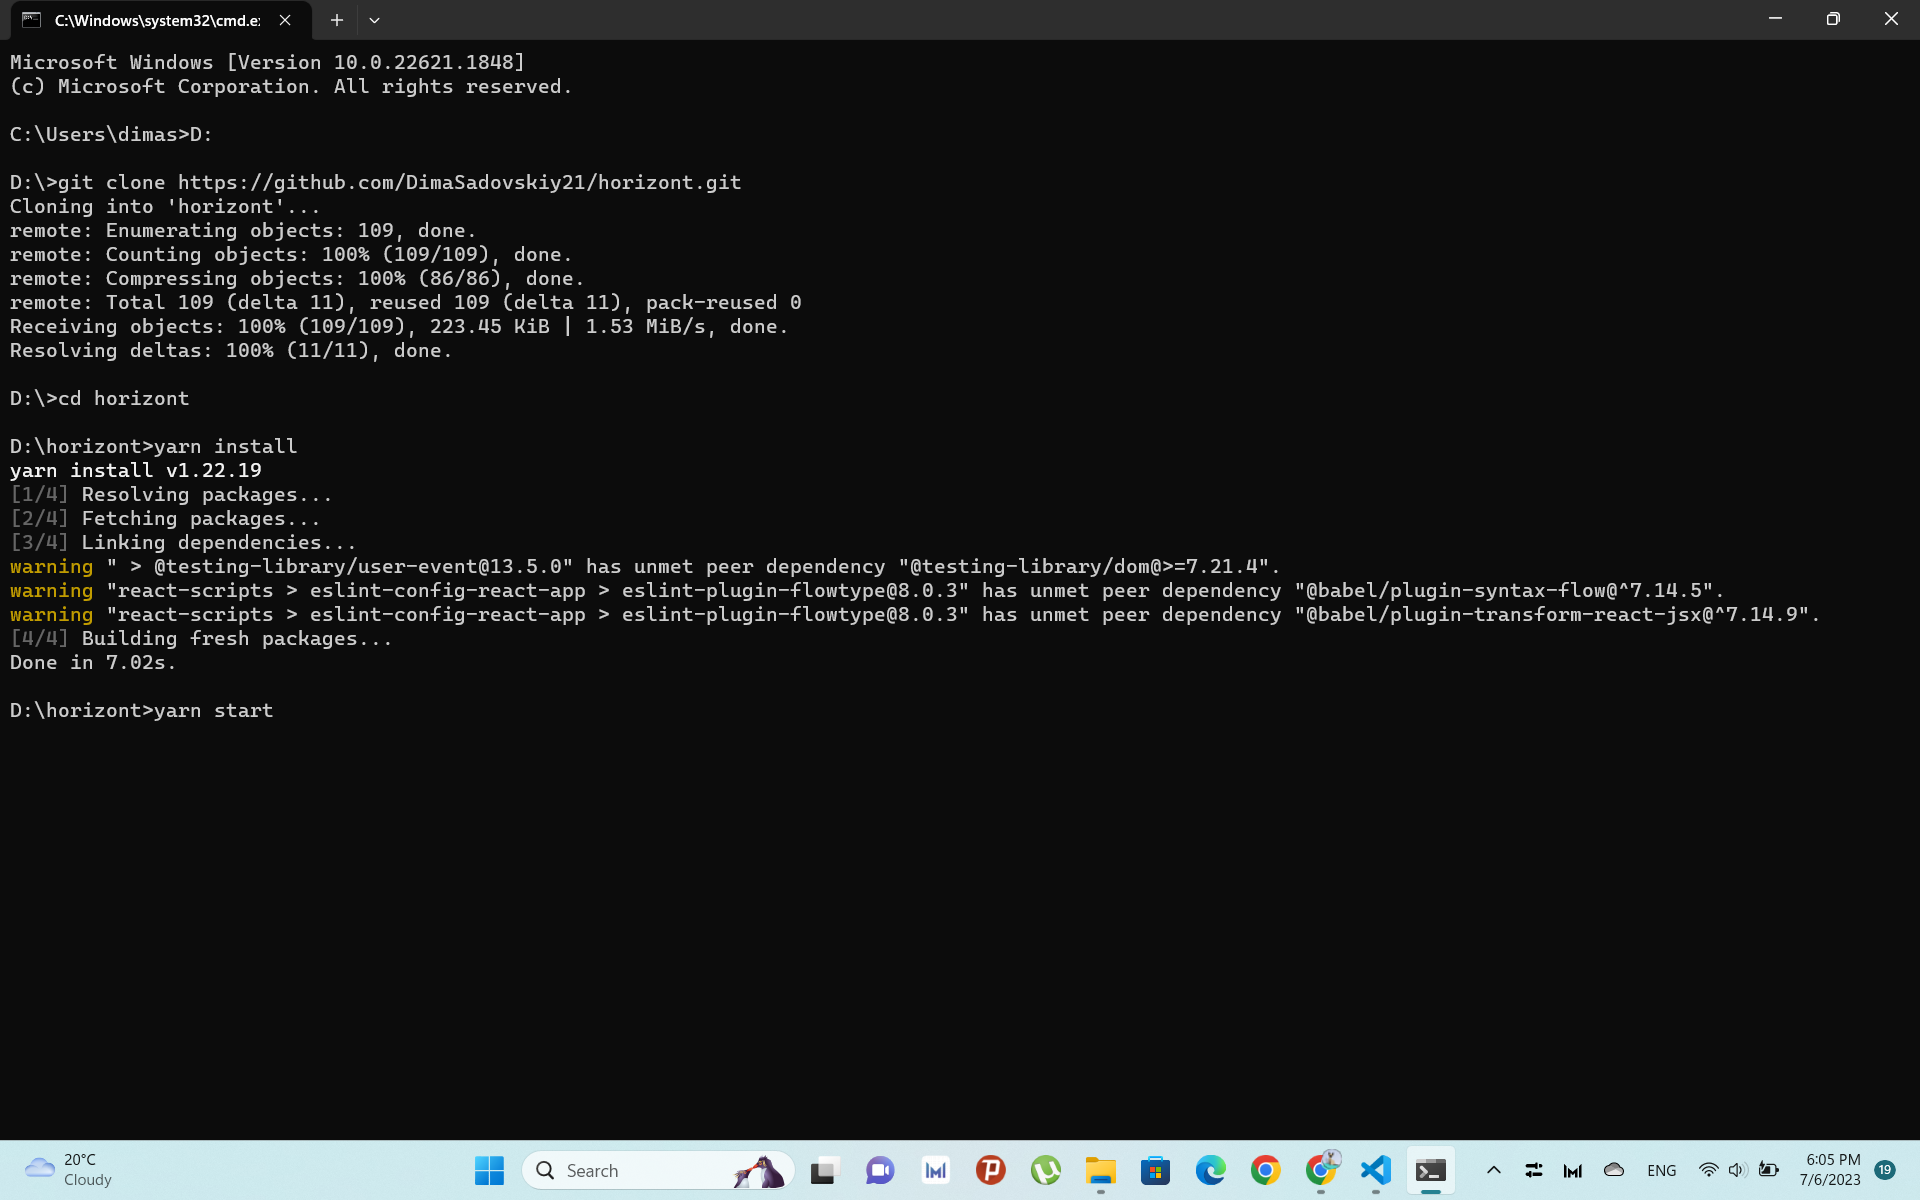 C:\Windows\system32\cmd.e
Microsoft Windows [Version 10.0.22621.1848]
(c) Microsoft Corporation. All rights reserved.
C:\Users\dimas>D:
D:\>git clone https://github.com/DimaSadovskiy21/horizont.git
Cloning into 'horizont'...
remote: Enumerating objects: 109, done.
remote: Counting objects: 100% (109/109), done.
remote: Compressing objects: 100% (86/86), done.
remote: Total 109 (delta 11), reused 109 (delta 11), pack-reused 0
Receiving objects: 100% (109/109), 223.45 KiB | 1.53 MiB/s, done.
Resolving deltas: 100% (11/11), done.
D:\>cd horizont
D:\horizont>yarn install
yarn install v1.22.19
[1/4] Resolving packages...
[2/4] Fetching packages...
[3/4] Linking dependencies...
warning " > @testing-library/user-event@13.5.0" has unmet peer dependency "@testing-library/dom@>=7.21.4".
warning "react-scripts > eslint-config-react-app > eslint-plugin-flowtype@8.0.3" has unmet peer dependency "@babel/plugin-syntax-flow@^7.14.5".
warning "react-scripts > eslint-config-react-app > eslint-plugin-flowtype@8.0.3" has unmet peer dependency "@babel/plugin-transform-react-jsx@^7.14.9".
[4/4] Building fresh packages...
Done in 7.02s.
D:\horizont>yarn start
20°C
Cloudy
Search
ENG
6:05 PM
7/6/2023
19